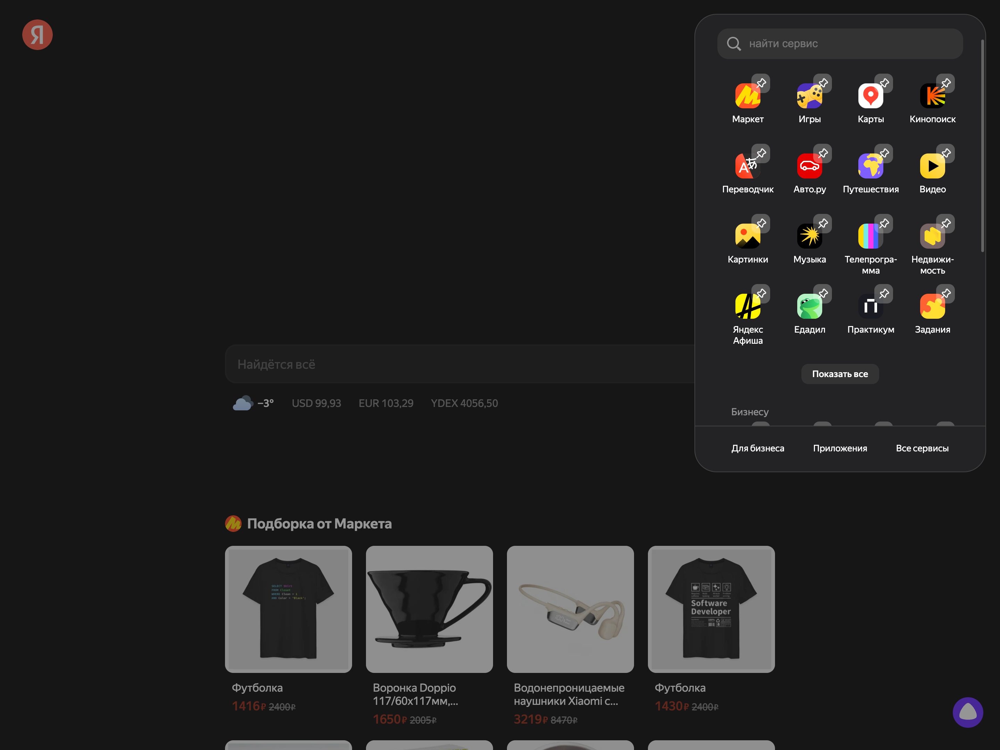 Я
найти сервис
Маркет
Игры
Карты
Кинопоиск
Переводчик
Авто.ру
Путешествия
Видео
Картинки
Музыка
Телепрогра-
мма
Недвижи-
мость
Яндекс
Афиша
Едадил
Практикум
Задания
Показать все
Бизнесу
Для бизнеса
Приложения
Все сервисы
Найдётся всё
−3°
USD 99,93
EUR 103,29
YDEX 4056,50
Подборка от Маркета
SELECT Shirt
FROM Closet
WHERE Clean = 1
AND Color = "Black";
Software
Developer
Футболка
1416₽ 2400₽
Воронка Doppio
117/60х117мм,...
1650₽ 2005₽
Водонепроницаемые
наушники Xiaomi с...
3219₽ 8470₽
Футболка
1430₽ 2400₽